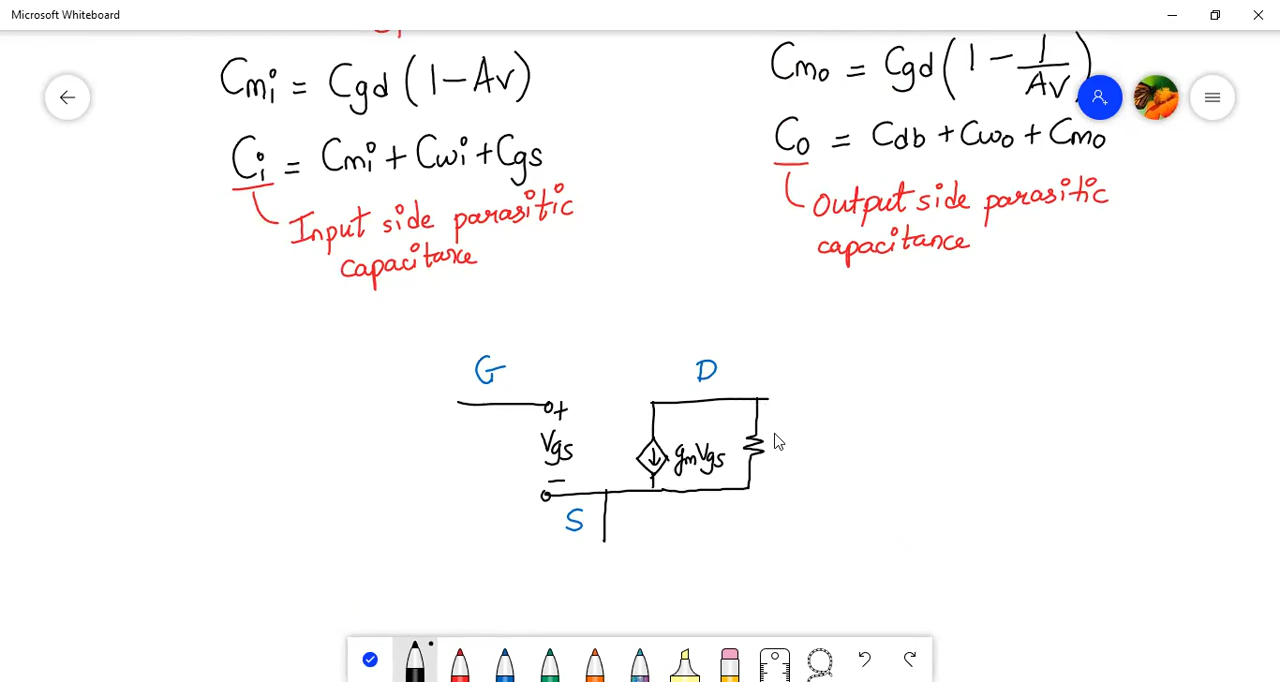 Microsoft Whiteboard
Cmi = Cgd (1 - Av)
Ci = Cmi + Cwi + Cgs
Input side parasitic
capacitance
Cmo = Cgd (1 - 1/Av)
Co = Cdb + Cwo + Cmo
Output side parasitic
capacitance
G
D
+
Vgs
-
gmVgs
S